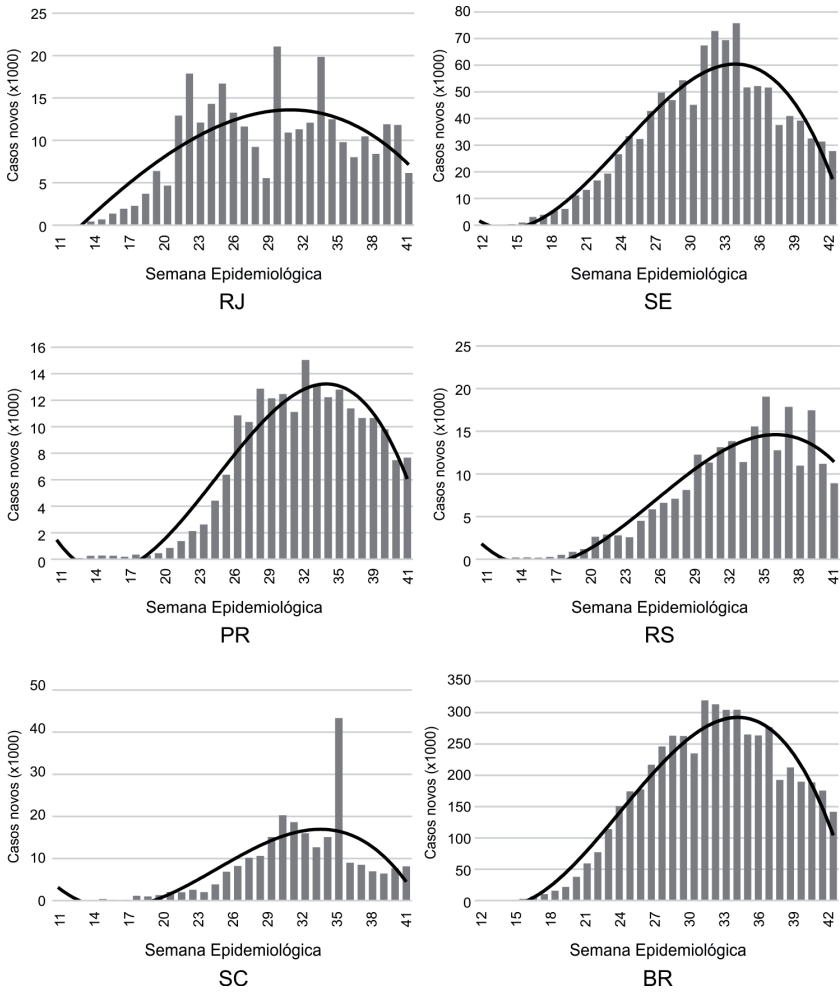 Casos novos (x1000)
25
20
15
10
5
0
11 14 17 20 23 26 29 32 35 38 41
Semana Epidemiológica
RJ
Casos novos (x1000)
80
70
60
50
40
30
20
10
0
12 15 18 21 24 27 30 33 36 39 42
Semana Epidemiológica
SE
Casos novos (x1000)
16
14
12
10
8
6
4
2
0
11 14 17 20 23 26 29 32 35 39 41
Semana Epidemiológica
PR
Casos novos (x1000)
25
20
15
10
5
0
11 14 17 20 23 29 32 35 38 41
Semana Epidemiológica
RS
Casos novos (x1000)
50
40
30
20
10
0
11 14 17 20 23 26 29 32 35 38 41
Semana Epidemiológica
SC
Casos novos (x1000)
350
300
250
200
150
100
50
0
12 15 18 21 24 27 30 33 36 39 42
Semana Epidemiológica
BR